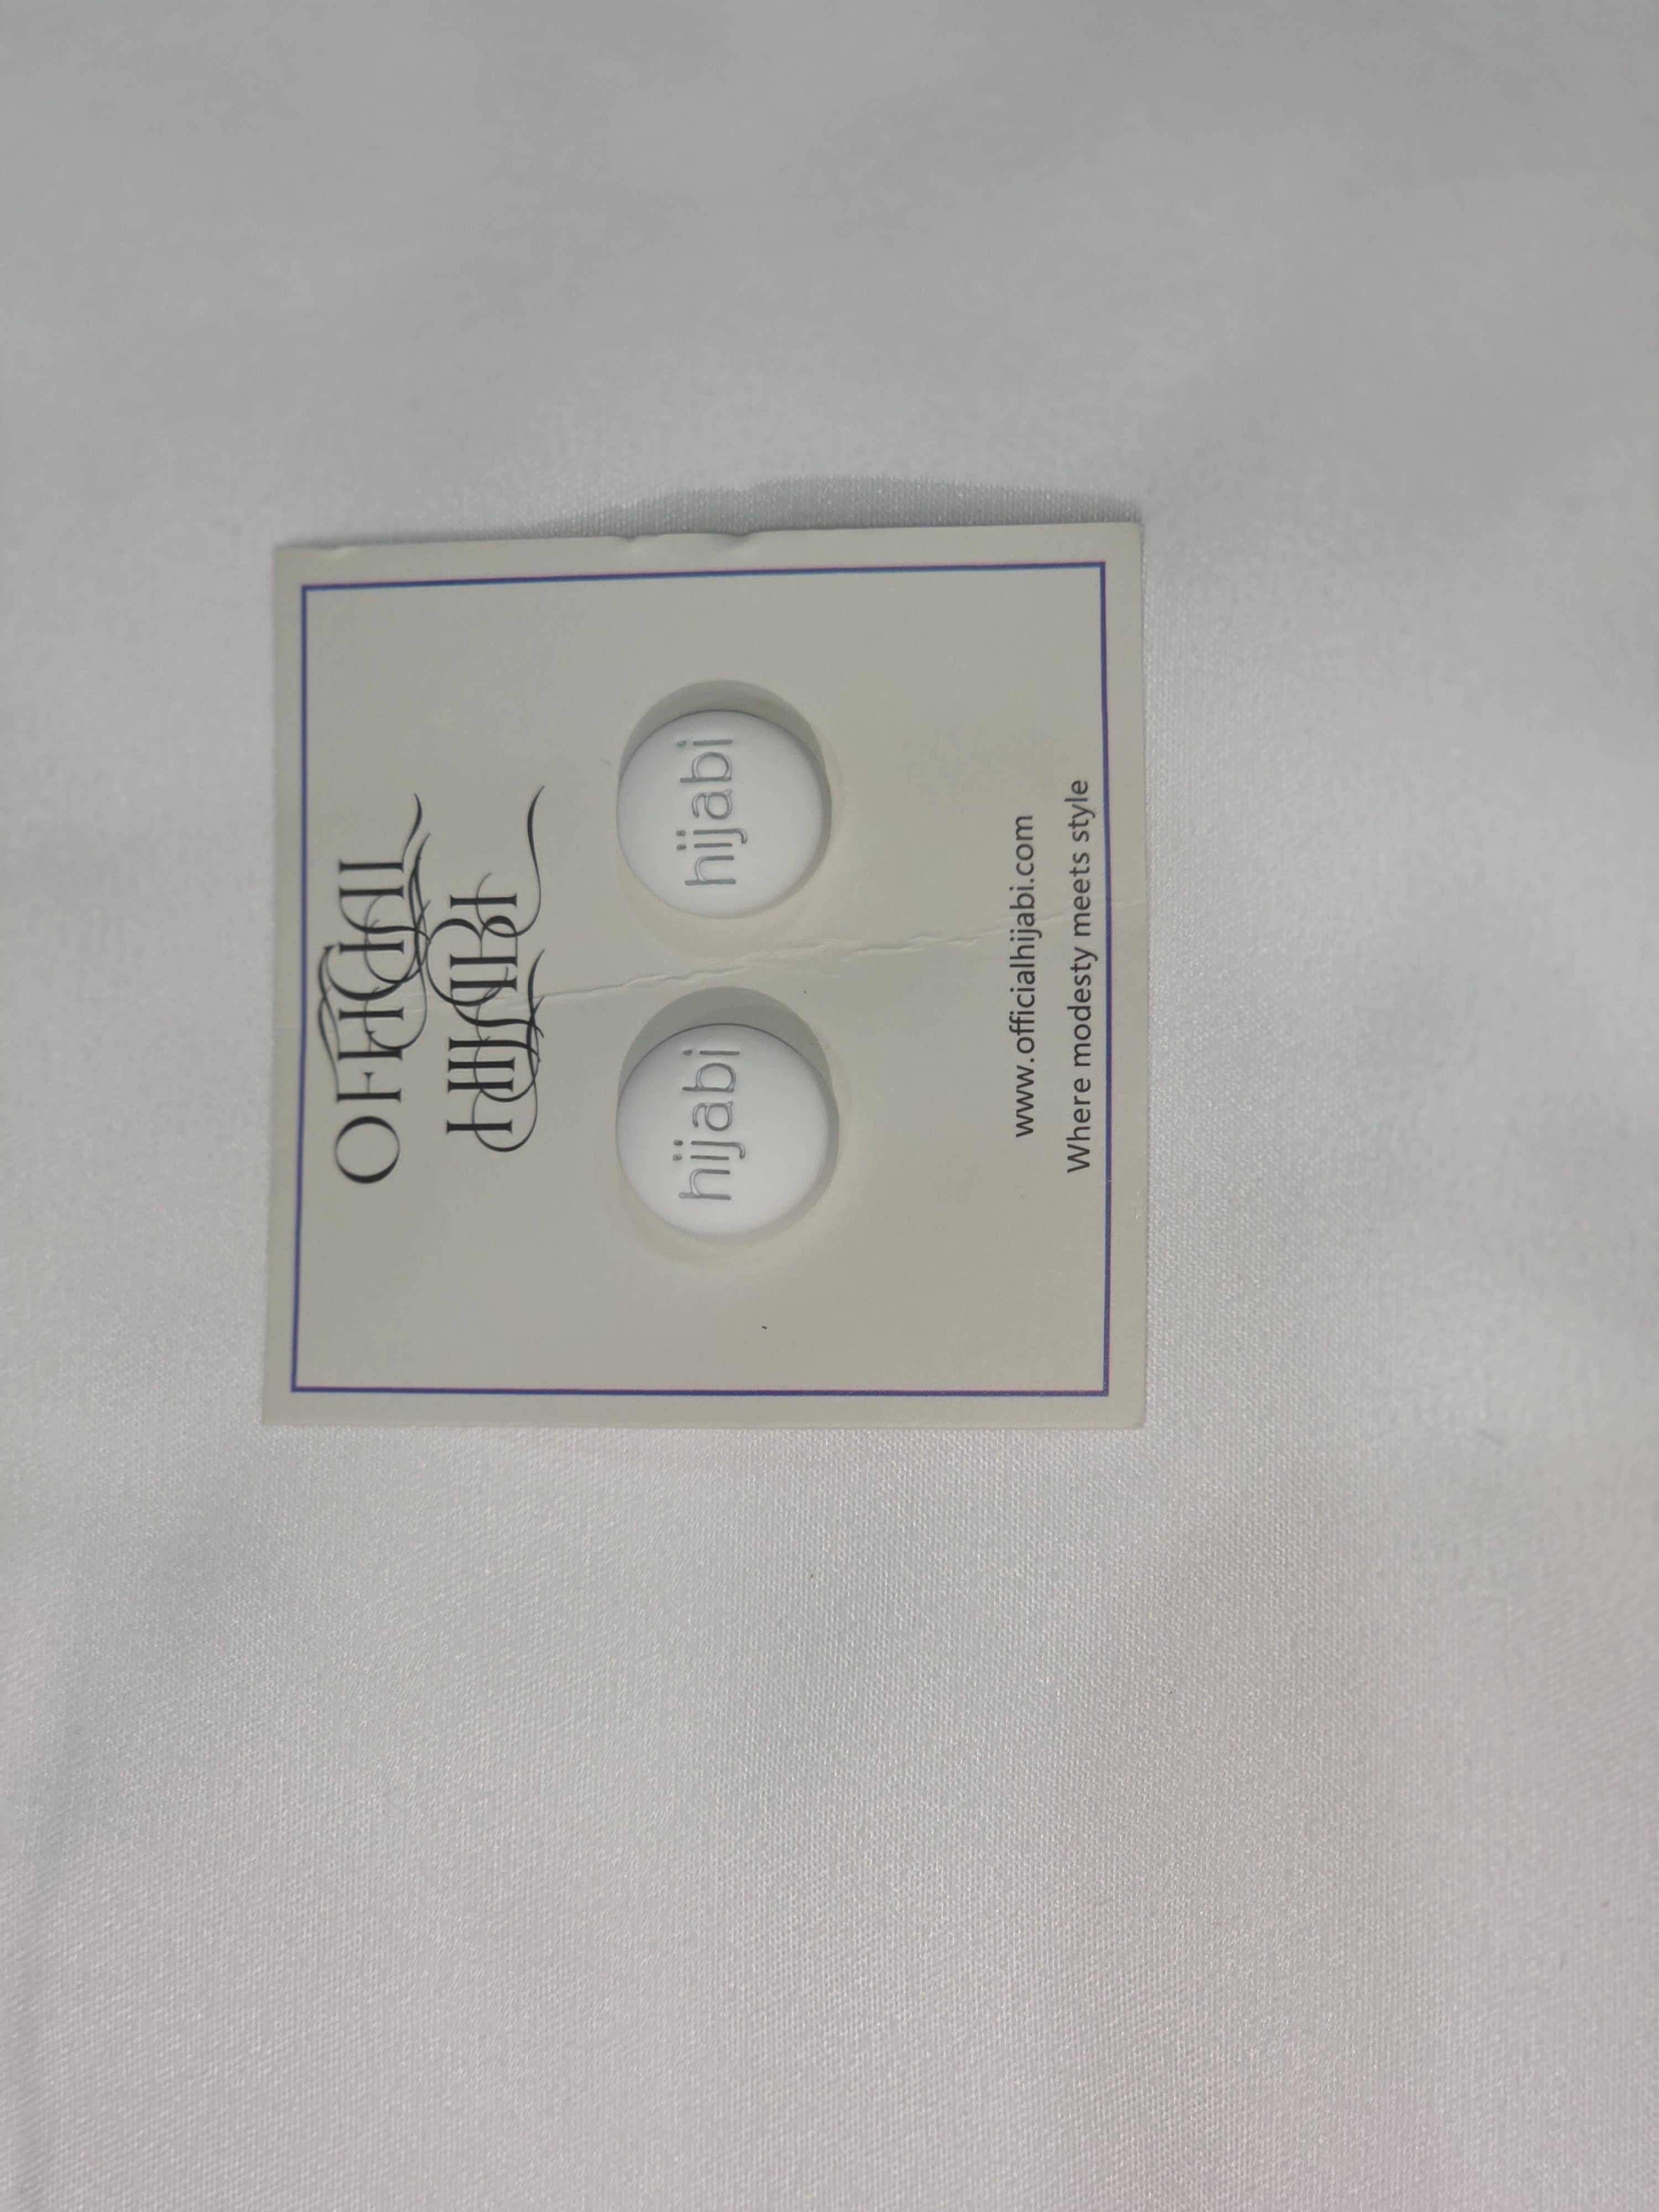 OFFICIAL
HIJABI
hijabi hijabi
www.officialhijabi.com
Where modesty meets style